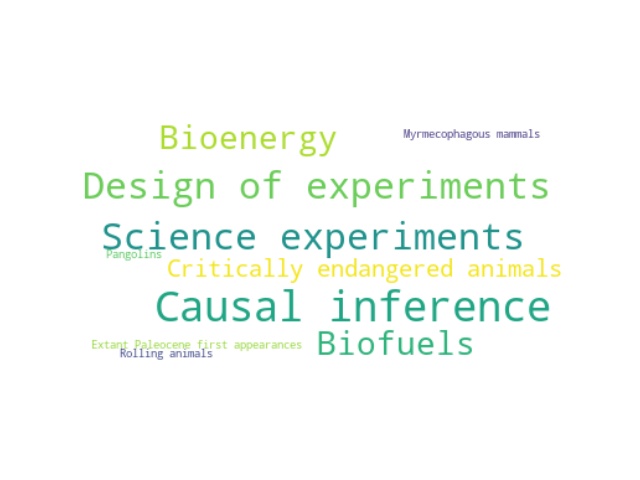 Bioenergy
Myrmecophagous mammals
Design of experiments
Science experiments
Pangolins
Critically endangered animals
Causal inference
Biofuels
Extant Paleocene first appearances
Rolling animals